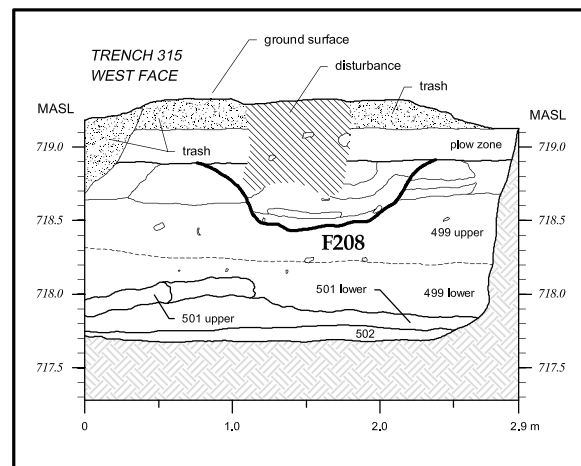 TRENCH 315
WEST FACE
ground surface
disturbance
trash
MASL
MASL
719.0
plow zone
719.0
trash
718.5
F208
499 upper
718.5
718.0
501 lower
499 lower
718.0
501 upper
502
717.5
717.5
0
1.0
2.0
2.9 m